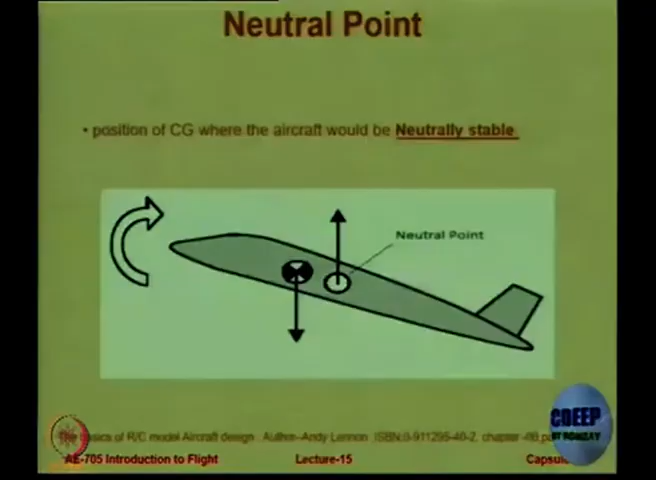 Neutral Point
• position of CG where the aircraft would be Neutrally stable.
Neutral Point
CDEEP
IIT BOMBAY
basics of R/C model Aircraft design Author-Andy Lennon ISBN:0-911295-40-2, chapter
AE-705 Introduction to Flight Lecture-15